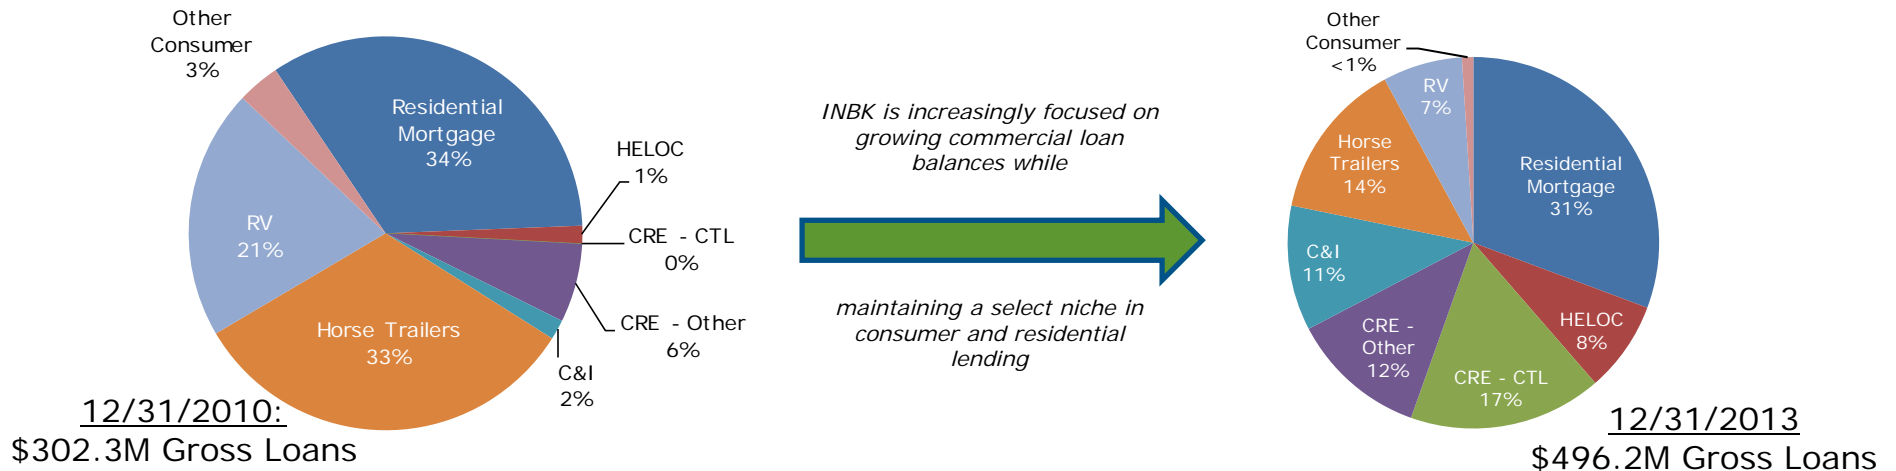 Other
Consumer
3%
Residential
Mortgage
34%
HELOC
1%
CRE - CTL
0%
CRE - Other
6%
C&I
2%
Horse Trailers
33%
RV
21%
12/31/2010:
$302.3M Gross Loans
INBK is increasingly focused on
growing commercial loan
balances while
maintaining a select niche in
consumer and residential
lending
Other
Consumer
<1%
RV
7%
Horse
Trailers
14%
C&I
11%
CRE -
Other
12%
CRE - CTL
17%
HELOC
8%
Residential
Mortgage
31%
12/31/2013
$496.2M Gross Loans